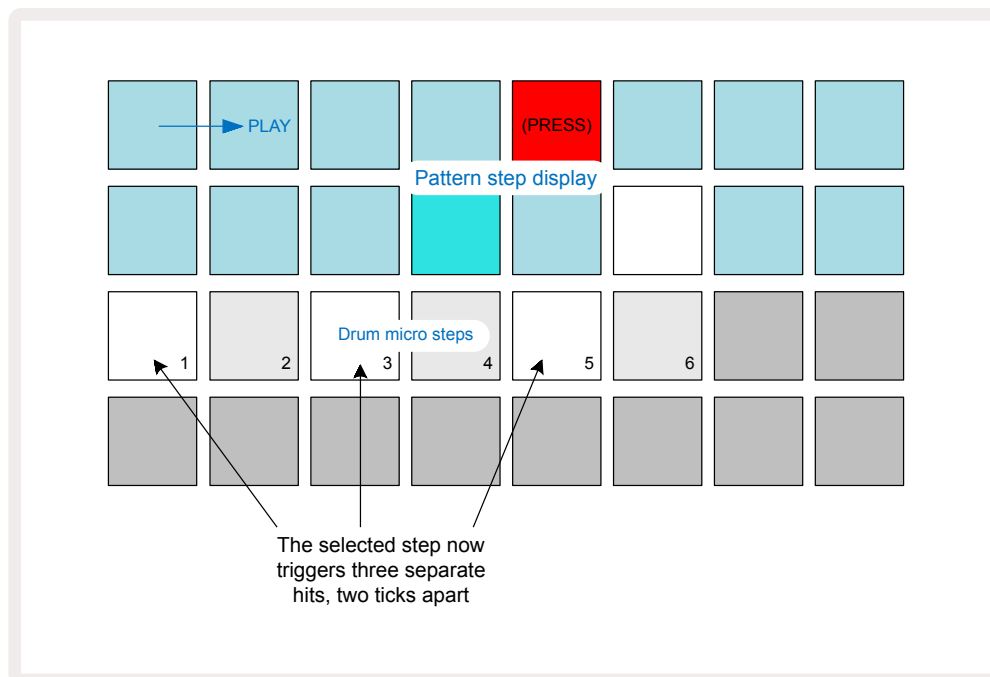 PLAY
(PRESS)
Pattern step display
Drum micro steps
1
2
3
4
5
6
The selected step now
triggers three separate
hits, two ticks apart